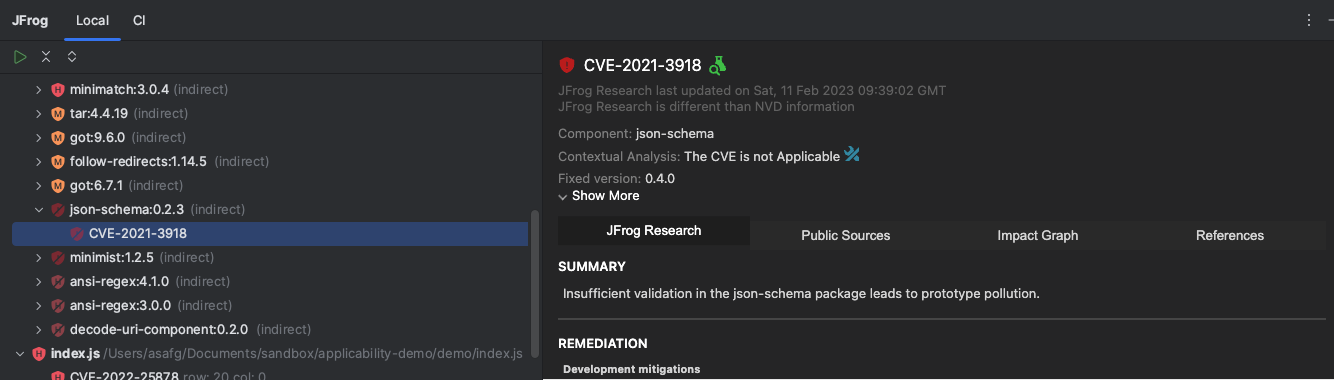 JFrog Local CI
minimatch:3.0.4 (indirect)
tar:4.4.19 (indirect)
got:9.6.0 (indirect)
follow-redirects:1.14.5 (indirect)
got:6.7.1 (indirect)
json-schema:0.2.3 (indirect)
CVE-2021-3918
minimist:1.2.5 (indirect)
ansi-regex:4.1.0 (indirect)
ansi-regex:3.0.0 (indirect)
decode-uri-component:0.2.0 (indirect)
index.js /Users/asafg/Documents/sandbox/applicability-demo/demo/index.js
CVE-2022-25878 row: 20 col: 0
CVE-2021-3918
JFrog Research last updated on Sat, 11 Feb 2023 09:39:02 GMT
JFrog Research is different than NVD information
Component: json-schema
Contextual Analysis: The CVE is not Applicable
Fixed version: 0.4.0
Show More
JFrog Research Public Sources Impact Graph References
SUMMARY
Insufficient validation in the json-schema package leads to prototype pollution.
REMEDIATION
Development mitigations